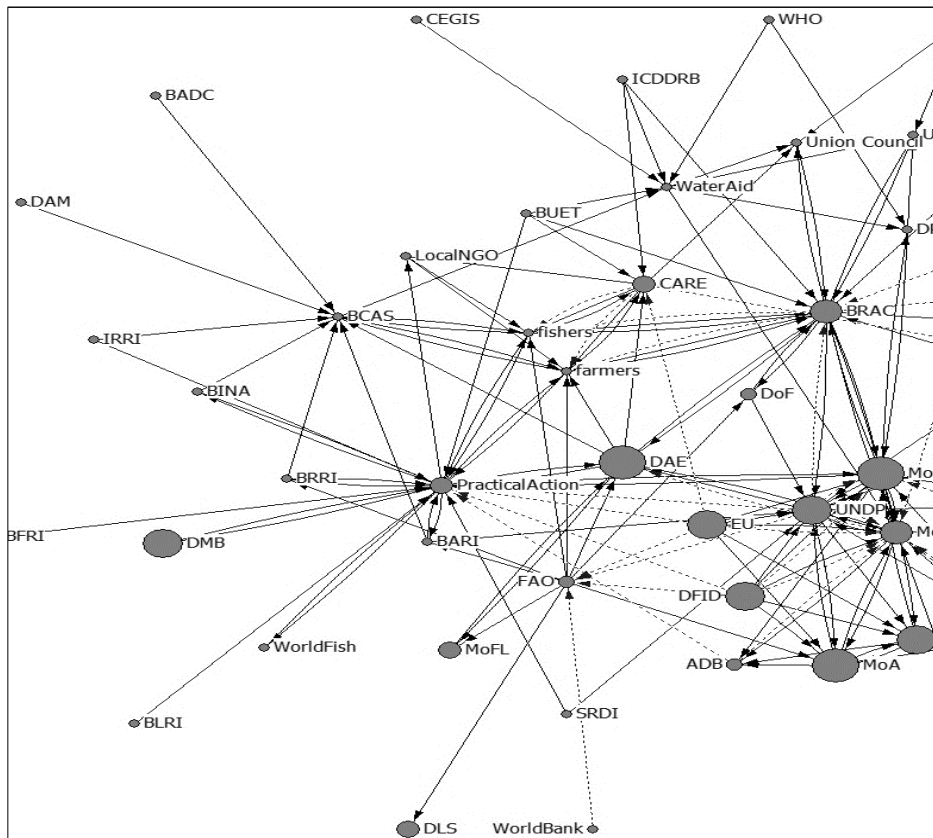 CEGIS
WHO
ICDDRB
BADC
Union Council
U
WaterAid
DAM
BUET
LocalNGO
CARE
BRAC
BCAS
fishers
IRRI
farmers
BINA
DoF
DAE
Mo
BRRI
PracticalAction
UNDP
EU
BFRI
DMB
BARI
FAO
DFID
WorldFish
MoFL
ADB
MoA
SRDI
BLRI
DLS
WorldBank